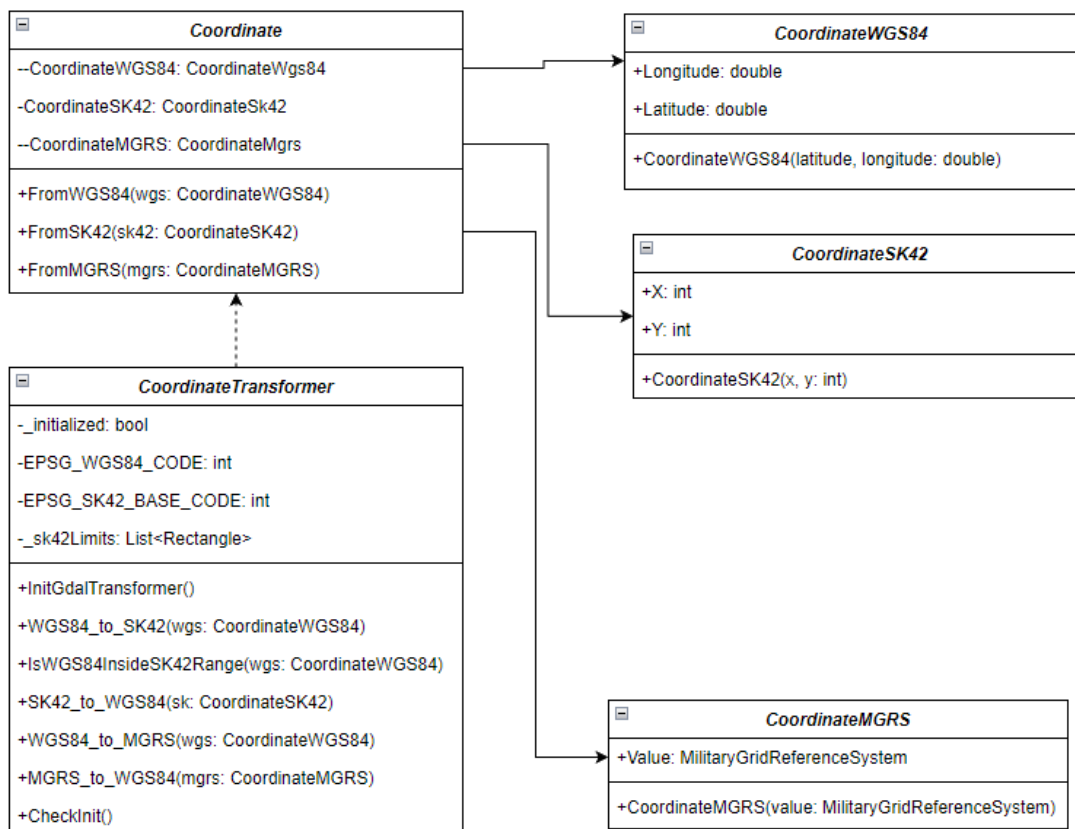 Coordinate
--CoordinateWGS84: CoordinateWgs84
-CoordinateSK42: CoordinateSk42
--CoordinateMGRS: CoordinateMgrs
+FromWGS84(wgs: CoordinateWGS84)
+FromSK42(sk42: CoordinateSK42)
+FromMGRS(mgrs: CoordinateMGRS)
CoordinateWGS84
+Longitude: double
+Latitude: double
+CoordinateWGS84(latitude, longitude: double)
CoordinateSK42
+X: int
+Y: int
+CoordinateSK42(x, y: int)
CoordinateTransformer
-_initialized: bool
-EPSG_WGS84_CODE: int
-EPSG_SK42_BASE_CODE: int
-_sk42Limits: List<Rectangle>
+InitGdalTransformer()
+WGS84_to_SK42(wgs: CoordinateWGS84)
+IsWGS84InsideSK42Range(wgs: CoordinateWGS84)
+SK42_to_WGS84(sk: CoordinateSK42)
+WGS84_to_MGRS(wgs: CoordinateWGS84)
+MGRS_to_WGS84(mgrs: CoordinateMGRS)
+CheckInit()
CoordinateMGRS
+Value: MilitaryGridReferenceSystem
+CoordinateMGRS(value: MilitaryGridReferenceSystem)